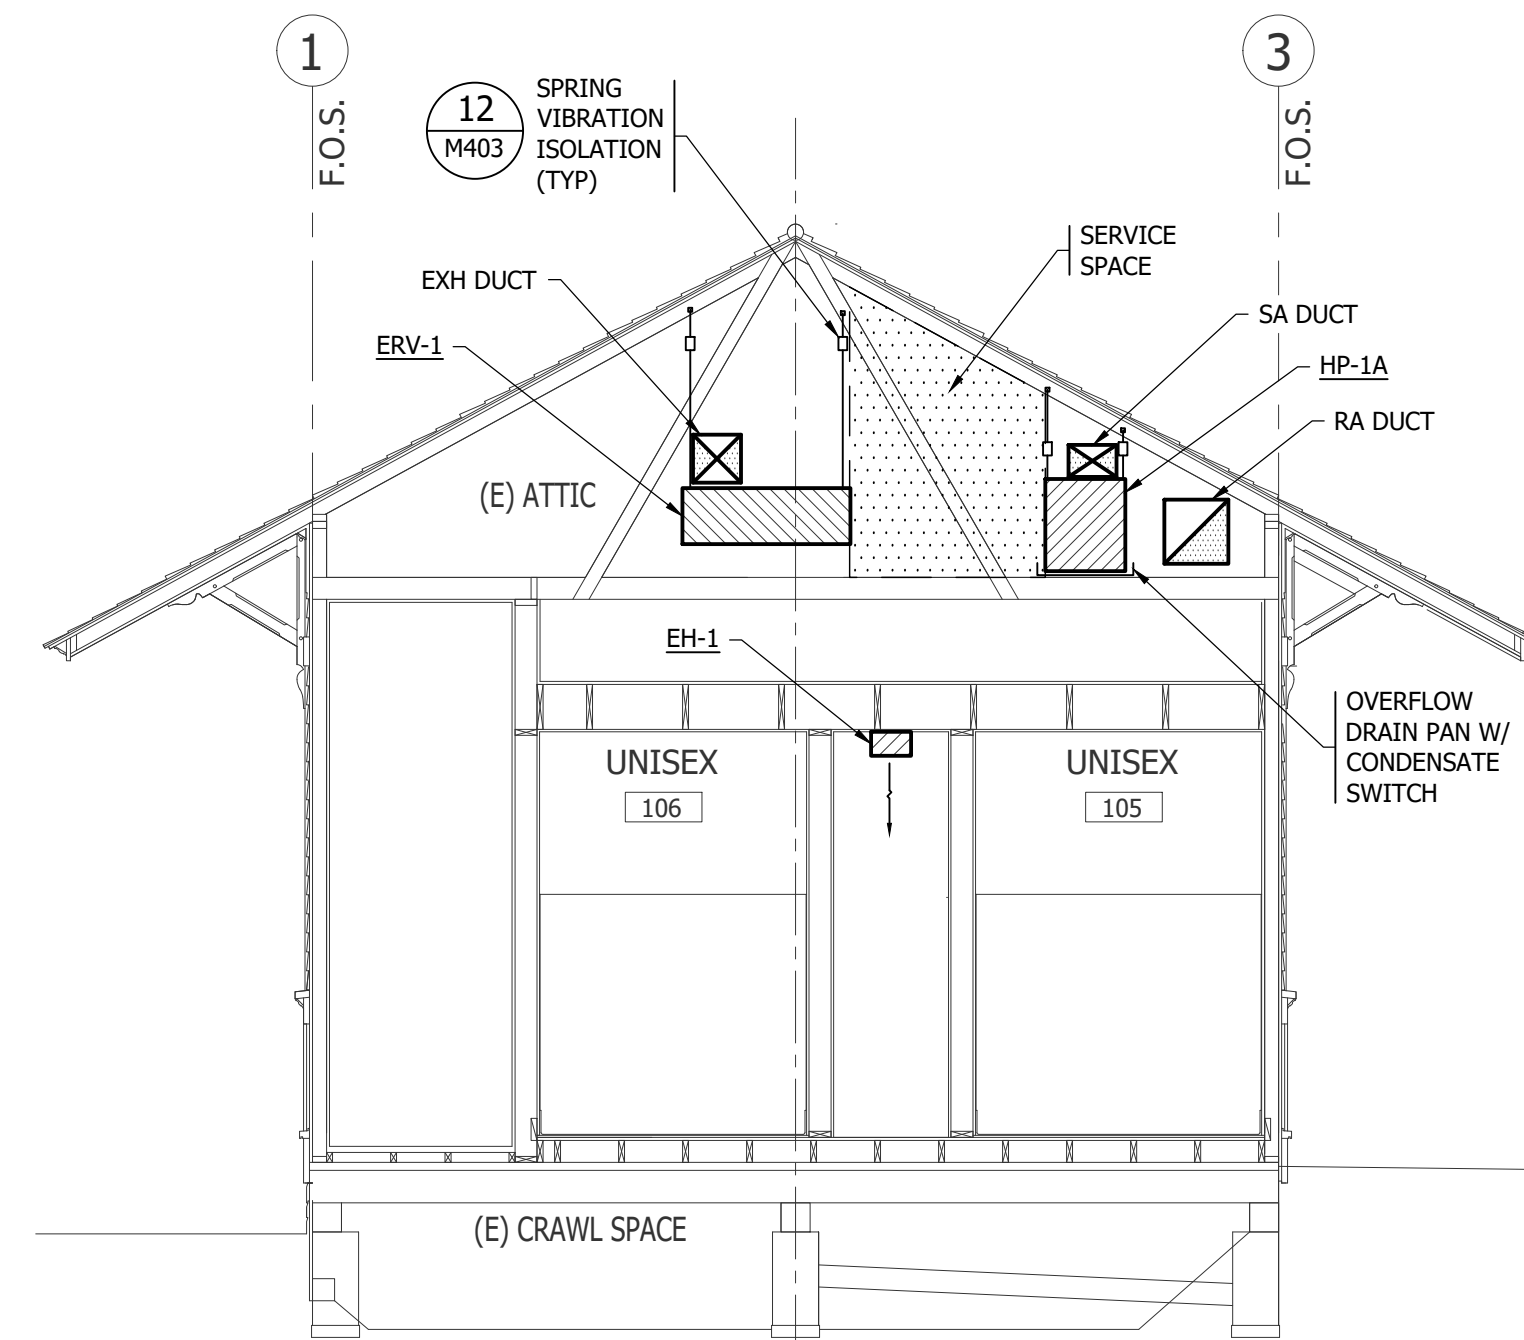 1
3
F.O.S.
F.O.S.
12
M403
SPRING
VIBRATION
ISOLATION
(TYP)
SERVICE
SPACE
EXH DUCT
SA DUCT
ERV-1
HP-1A
RA DUCT
(E) ATTIC
EH-1
OVERFLOW
DRAIN PAN W/
CONDENSATE
SWITCH
UNISEX
106
UNISEX
105
(E) CRAWL SPACE